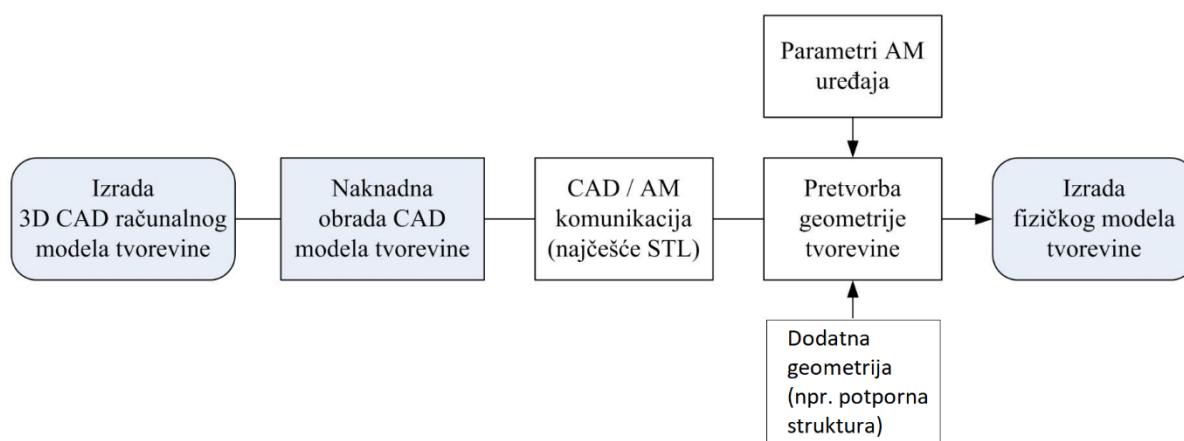 Parametri AM
uređaja
Izrada
3D CAD računalnog
modela tvorevine
Naknadna
obrada CAD
modela tvorevine
CAD / AM
komunikacija
(najčešće STL)
Pretvorba
geometrije
tvorevine
Izrada
fizičkog modela
tvorevine
Dodatna
geometrija
(npr. potporna
struktura)